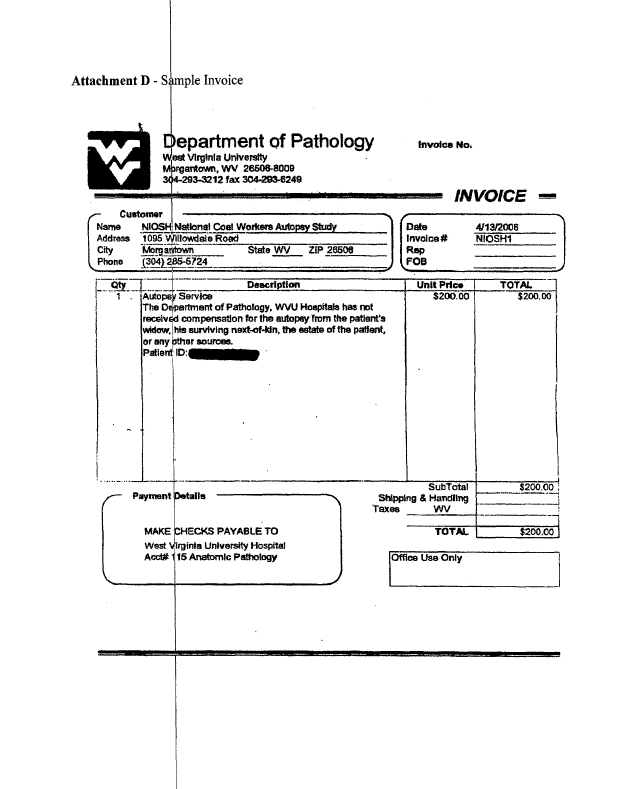 Attachment D - Sample Invoice
WV
Department of Pathology
Invoice No.
West Virginia University
Morgantown, WV 26506-8009
304-293-3212 fax 304-293-6249
INVOICE
Customer
Name NIOSH National Coal Workers Autopsy Study
Address 1095 Willowdale Road
City Morgantown State WV ZIP 26506
Phone (304) 285-5724
Date 4/13/2006
Invoice # NIOSH1
Rep
FOB
Qty Description Unit Price TOTAL
1 Autopsy Service $200.00 $200.00
The Department of Pathology, WVU Hospitals has not
received compensation for the autopsy from the patient's
widow, his surviving next-of-kin, the estate of the patient,
or any other sources.
Patient ID:
SubTotal $200.00
Shipping & Handling
Taxes WV
TOTAL $200.00
Payment Details
MAKE CHECKS PAYABLE TO
West Virginia University Hospital
Acct# 115 Anatomic Pathology
Office Use Only